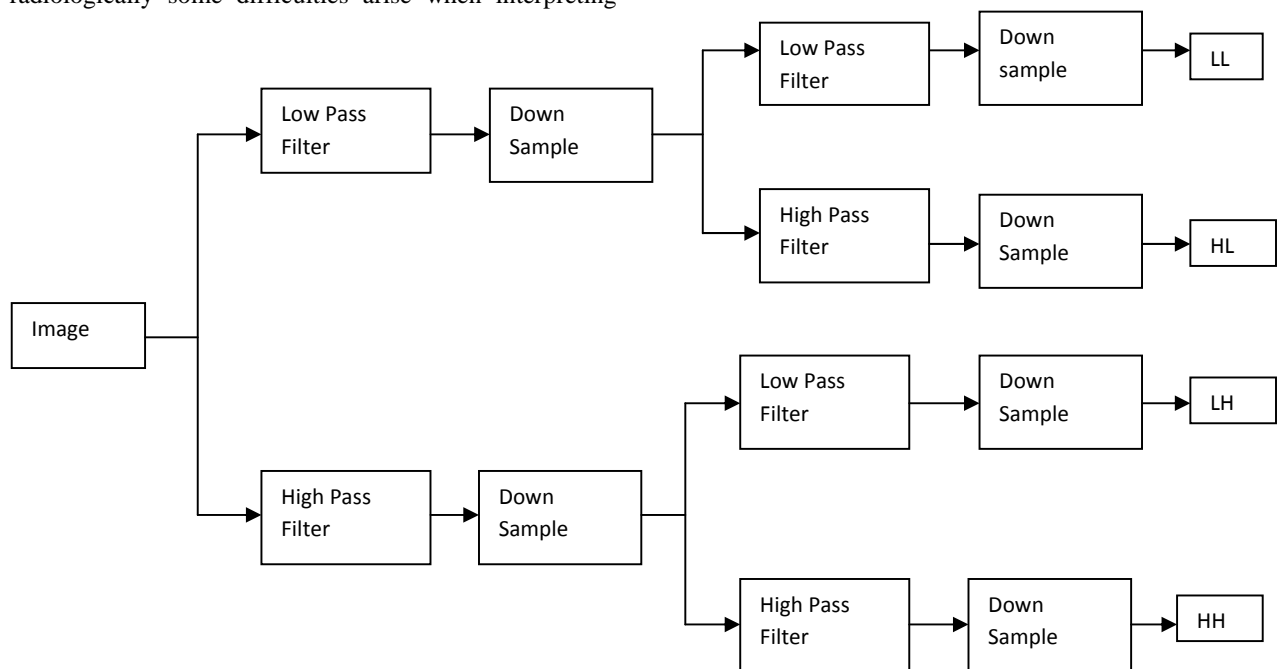 radiologically some difficulties arise when interpreting
Low Pass
Filter
Down
sample
LL
Low Pass
Filter
Down
Sample
High Pass
Filter
Down
Sample
HL
Image
Low Pass
Filter
Down
Sample
LH
High Pass
Filter
Down
Sample
High Pass
Filter
Down
Sample
HH